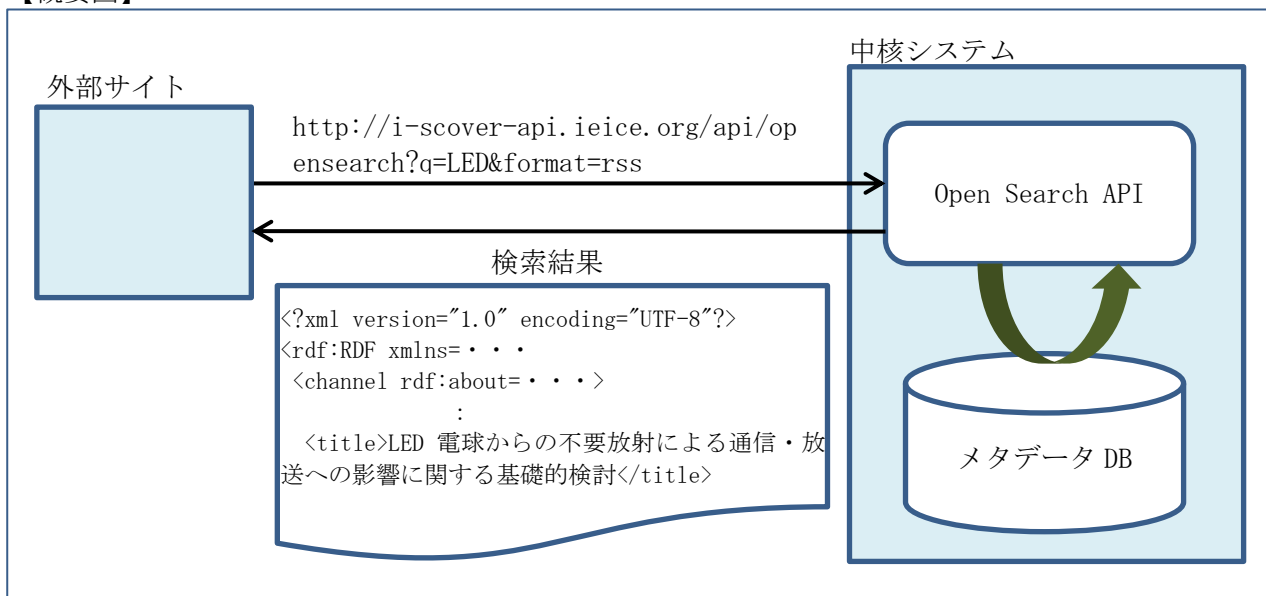 【概要図】
中核システム
外部サイト
http://i-scover-api.ieice.org/api/op
ensearch?q=LED&format=rss
Open Search API
検索結果
<?xml version="1.0" encoding="UTF-8"?>
<rdf:RDF xmlns=・・・
<channel rdf:about=・・・>
:
<title>LED 電球からの不要放射による通信・放
送への影響に関する基礎的検討</title>
メタデータ DB